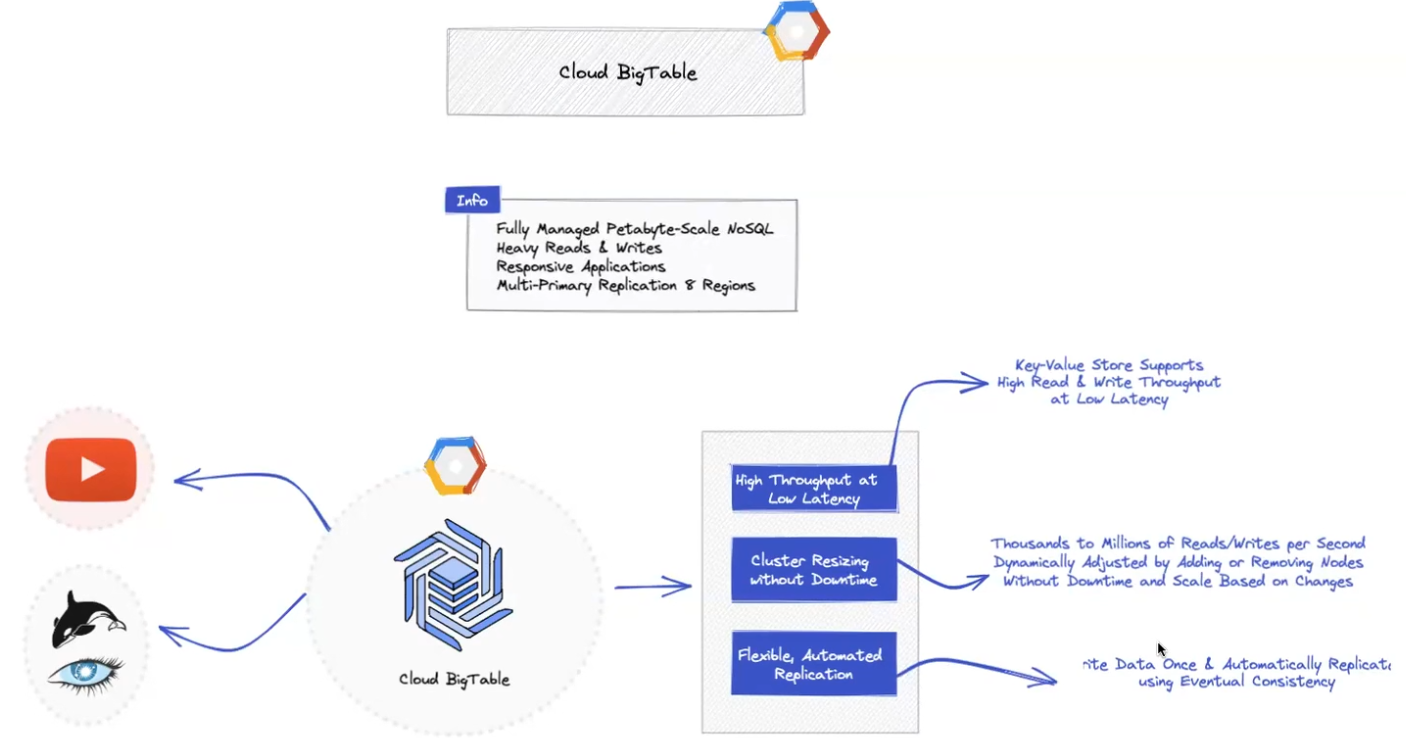 Cloud BigTable
Info
Fully Managed Petabyte-Scale NoSQL
Heavy Reads & Writes
Responsive Applications
Multi-Primary Replication 8 Regions
Key-Value Store Supports
High Read & Write Throughput
at Low Latency
High Throughput at
Low Latency
Cluster Resizing
without Downtime
Thousands to Millions of Reads/Writes per Second
Dynamically Adjusted by Adding or Removing Nodes
Without Downtime and Scale Based on Changes
Flexible, Automated
Replication
Data Once & Automatically
using Eventual Consistency
Cloud BigTable